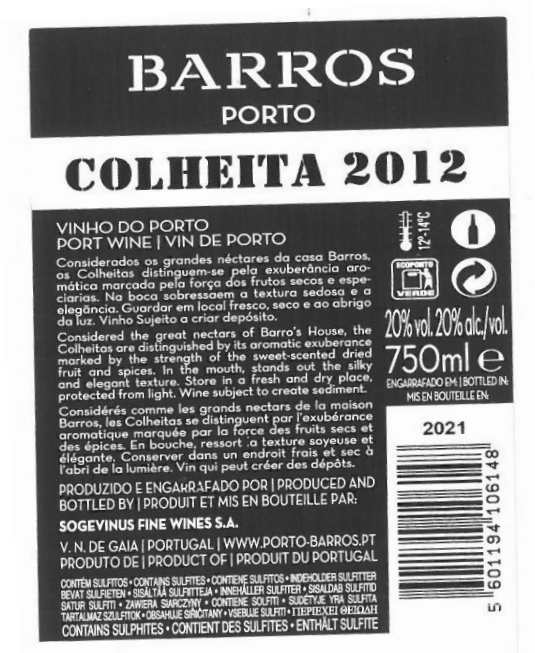 BARROS
PORTO
COLHEITA 2012
VINHO DO PORTO
PORT WINE | VIN DE PORTO
Considerados os grandes néctares da casa Barros,
os Colheitas distinguem-se pela exuberância aro-
mática marcada pela força dos frutos secos e espe-
ciarias. Na boca sobressaem a textura sedosa e a
elegância. Guardar em local fresco, seco e ao abrigo
da luz. Vinho Sujeito a criar depósito.
Considered the great nectars of Barro's House, the
Colheitas are distinguished by its aromatic exuberance
marked by the strength of the sweet-scented dried
fruit and spices. In the mouth, stands out the silky
and elegant texture. Store in a fresh and dry place,
protected from light. Wine subject to create sediment.
Considérés comme les grands nectars de la maison
Barros, les Colheitas se distinguent par l'exubérance
aromatique marquée par la force des fruits secs et
des épices. En bouche, ressort la texture soyeuse et
élégante. Conserver dans un endroit frais et sec à
l'abri de la lumière. Vin qui peut créer des dépôts.
PRODUZIDO E ENGARRAFADO POR | PRODUCED AND
BOTTLED BY | PRODUIT ET MIS EN BOUTEILLE PAR:
SOGEVINUS FINE WINES S.A.
V. N. DE GAIA | PORTUGAL | WWW.PORTO-BARROS.PT
PRODUTO DE | PRODUCT OF | PRODUIT DU PORTUGAL
CONTÉM SULFITOS • CONTAINS SULFITES • CONTIENE SULFITOS • INDEHOLDER SULFITTER
BEVAT SULFIETEN • SISÄLTÄÄ SULFIITTEJA • INNEHÅLLER SULFITER • SISALDAB SULFITID
SATUR SULFITI • ZAWIERA SIARCZYNY • CONTIENE SOLFITI • SUDĖTYJE YRA SULFITA
TARTALMAZ SZULFITOK • OBSAHUJE SIŘIČITANY • VSEBUJE SULFITI • ΠΕΡΙΕΧΕΙ ΘΕΙΩΔΗ
CONTAINS SULPHITES • CONTIENT DES SULFITES • ENTHÄLT SULFITE
12º-14ºC
ECOPONTO
VERDE
20% vol. 20% alc./vol.
750ml e
ENGARRAFADO EM: | BOTTLED IN:
MIS EN BOUTEILLE EN:
2021
5 601194 106148